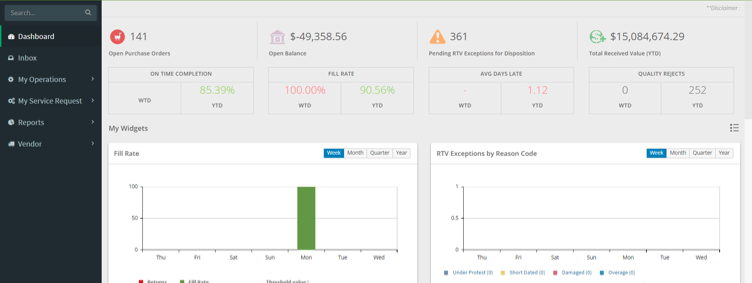 Search...
**Disclaimer
Dashboard
Inbox
My Operations
My Service Request
Reports
Vendor
141
Open Purchase Orders
$-49,358.56
Open Balance
361
Pending RTV Exceptions for Disposition
$15,084,674.29
Total Received Value (YTD)
ON TIME COMPLETION
WTD
85.39%
YTD
FILL RATE
100.00%
WTD
90.56%
YTD
AVG DAYS LATE
-
WTD
1.12
YTD
QUALITY REJECTS
0
WTD
252
YTD
My Widgets
Fill Rate
Week Month Quarter Year
100
50
0
Thu Fri Sat Sun Mon Tue Wed
Returns Fill Rate Threshold value :
RTV Exceptions by Reason Code
Week Month Quarter Year
1
0.5
0
Thu Fri Sat Sun Mon Tue Wed
Under Protest (0) Short Dated (0) Damaged (0) Overage (0)